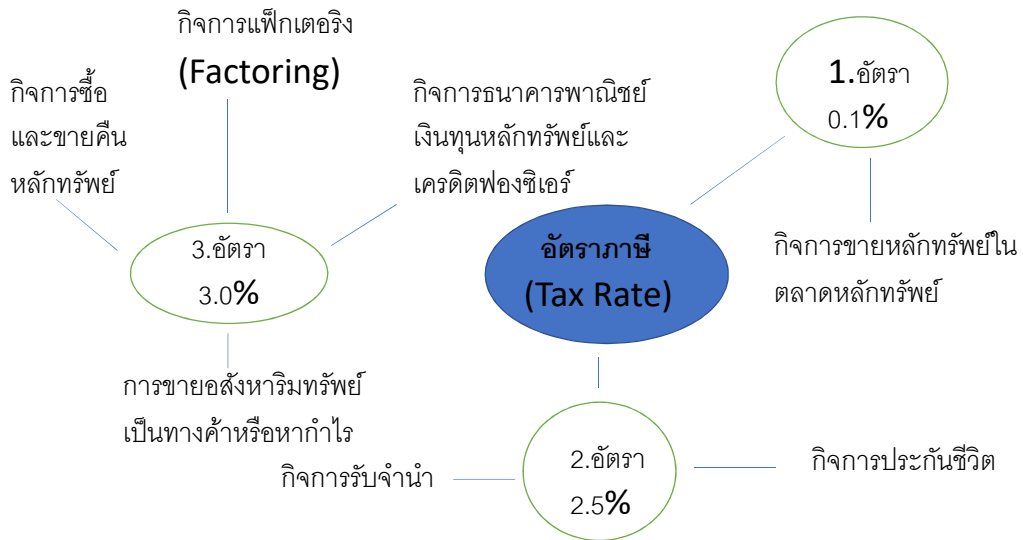 กิจการแฟ็กเตอริง
(Factoring)
กิจการซื้อ
และขายคืน
หลักทรัพย์
กิจการธนาคารพาณิชย์
เงินทุนหลักทรัพย์และ
เครดิตฟองซิเอร์
1.อัตรา
0.1%
3.อัตรา
3.0%
อัตราภาษี
(Tax Rate)
กิจการขายหลักทรัพย์ใน
ตลาดหลักทรัพย์
การขายอสังหาริมทรัพย์
เป็นทางค้าหรือหากำไร
กิจการรับจำนำ
2.อัตรา
2.5%
กิจการประกันชีวิต